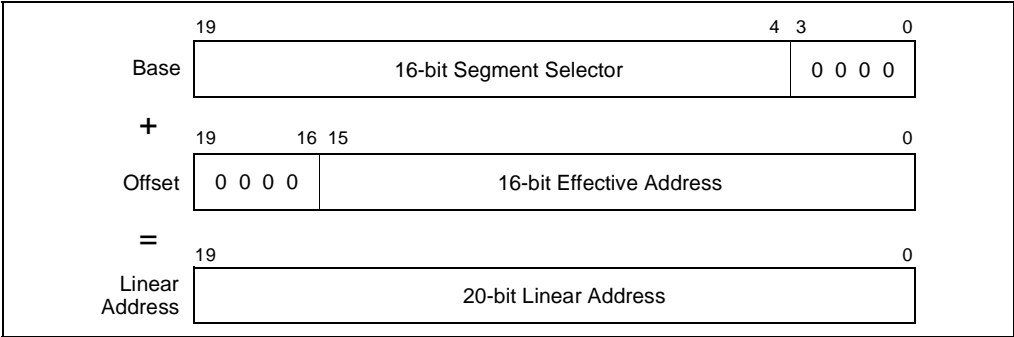 19 4 3 0
Base 16-bit Segment Selector 0 0 0 0
+
19 16 15 0
Offset 0 0 0 0 16-bit Effective Address
=
19 0
Linear
Address 20-bit Linear Address